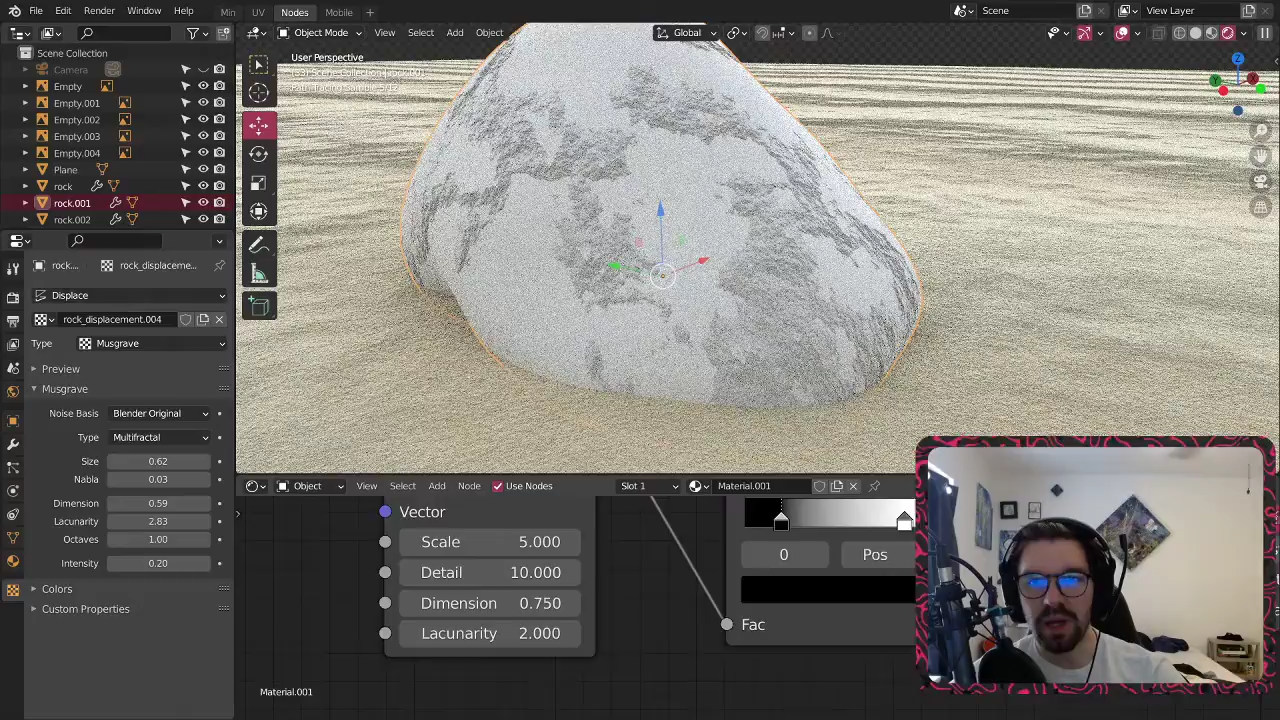 File Edit Render Window Help Min UV Nodes Mobile Scene View Layer
Object Mode View Select Add Object Global
User Perspective
Scene Collection
Camera
Empty
Empty.001
Empty.002
Empty.003
Empty.004
Plane
rock
rock.001
rock.002
rock... rock_displaceme...
Displace
rock_displacement.004
Type Musgrave
Preview
Musgrave
Noise Basis Blender Original
Type Multifractal
Size 0.62
Nabla 0.03
Dimension 0.59
Lacunarity 2.83
Octaves 1.00
Intensity 0.20
Colors
Custom Properties
X
Y
Z
Object View Select Add Node Use Nodes Slot 1 Material.001
Vector
Scale 5.000
Detail 10.000
Dimension 0.750
Lacunarity 2.000
0 Pos
Fac
Material.001